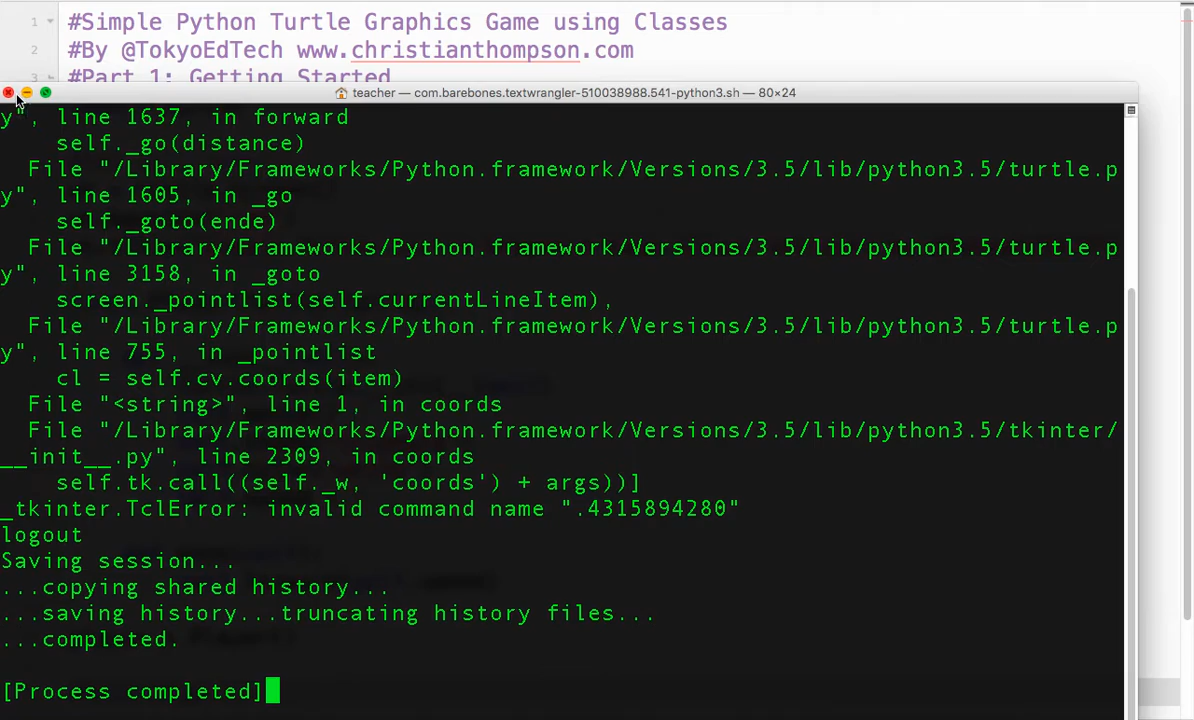 1 #Simple Python Turtle Graphics Game using Classes
2 #By @TokyoEdTech www.christianthompson.com
3 #Part 1: Getting Started
teacher — com.barebones.textwrangler-510038988.541-python3.sh — 80×24
y", line 1637, in forward
    self._go(distance)
  File "/Library/Frameworks/Python.framework/Versions/3.5/lib/python3.5/turtle.p
y", line 1605, in _go
    self._goto(ende)
  File "/Library/Frameworks/Python.framework/Versions/3.5/lib/python3.5/turtle.p
y", line 3158, in _goto
    screen._pointlist(self.currentLineItem),
  File "/Library/Frameworks/Python.framework/Versions/3.5/lib/python3.5/turtle.p
y", line 755, in _pointlist
    cl = self.cv.coords(item)
  File "<string>", line 1, in coords
  File "/Library/Frameworks/Python.framework/Versions/3.5/lib/python3.5/tkinter/
__init__.py", line 2309, in coords
    self.tk.call((self._w, 'coords') + args))]
_tkinter.TclError: invalid command name ".4315894280"
logout
Saving session...
...copying shared history...
...saving history...truncating history files...
...completed.
[Process completed]